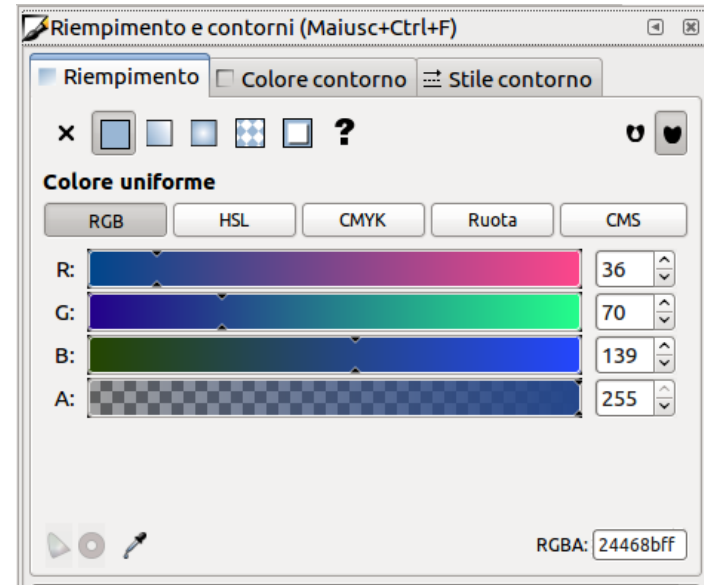 Riempimento e contorni (Maiusc+Ctrl+F)
Riempimento Colore contorno Stile contorno
?
Colore uniforme
RGB HSL CMYK Ruota CMS
R: 36
G: 70
B: 139
A: 255
RGBA: 24468bff